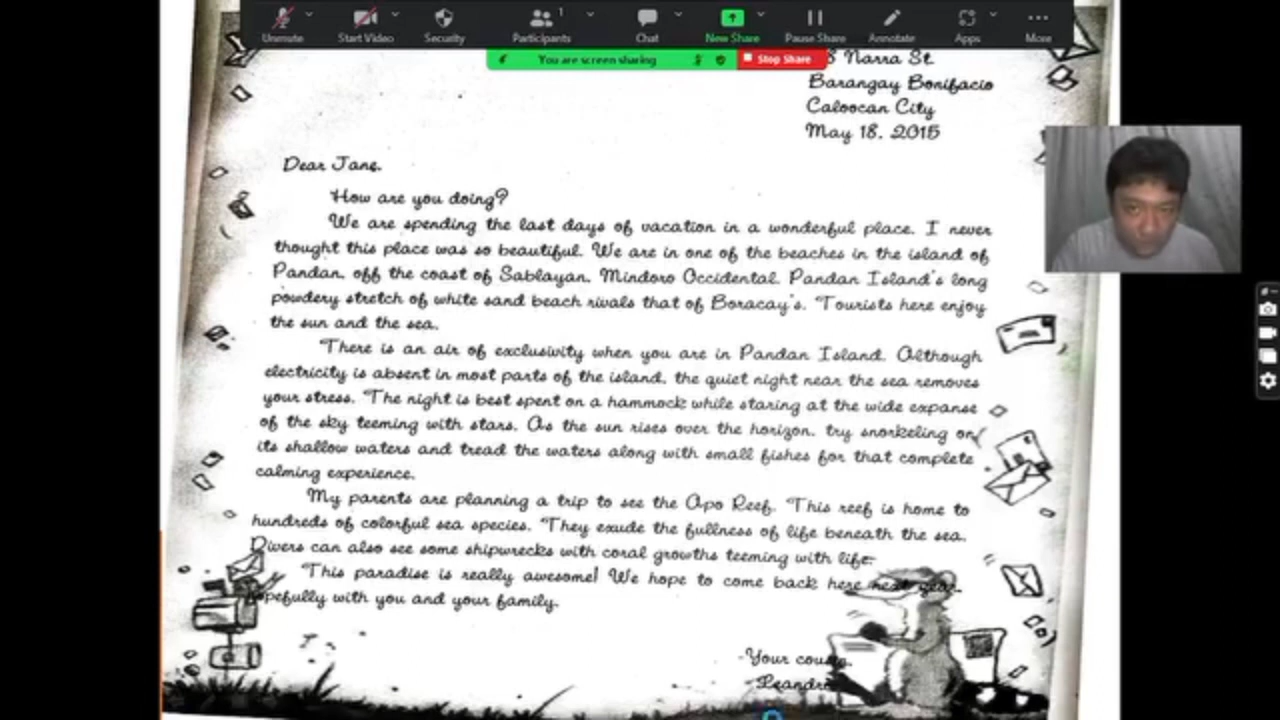 Unmute
Start Video
Security
Participants
1
Chat
New Share
Pause Share
Annotate
Apps
More
You are screen sharing
Stop Share
8 Narra St.
Barangay Bonifacio
Caloocan City
May 18, 2015
Dear Jane,
How are you doing?
We are spending the last days of vacation in a wonderful place. I never
thought this place was so beautiful. We are in one of the beaches in the island of
Pandan, off the coast of Sablayan, Mindoro Occidental. Pandan Island's long
powdery stretch of white sand beach rivals that of Boracay's. Tourists here enjoy
the sun and the sea.
There is an air of exclusivity when you are in Pandan Island. Although
electricity is absent in most parts of the island, the quiet night near the sea removes
your stress. The night is best spent on a hammock while staring at the wide expanse
of the sky teeming with stars. As the sun rises over the horizon, try snorkeling on
its shallow waters and tread the waters along with small fishes for that complete
calming experience.
My parents are planning a trip to see the Apo Reef. This reef is home to
hundreds of colorful sea species. They exude the fullness of life beneath the sea.
Divers can also see some shipwrecks with coral growths teeming with life.
This paradise is really awesome! We hope to come back here next year,
hopefully with you and your family.
-Your cousin,
-Leandro